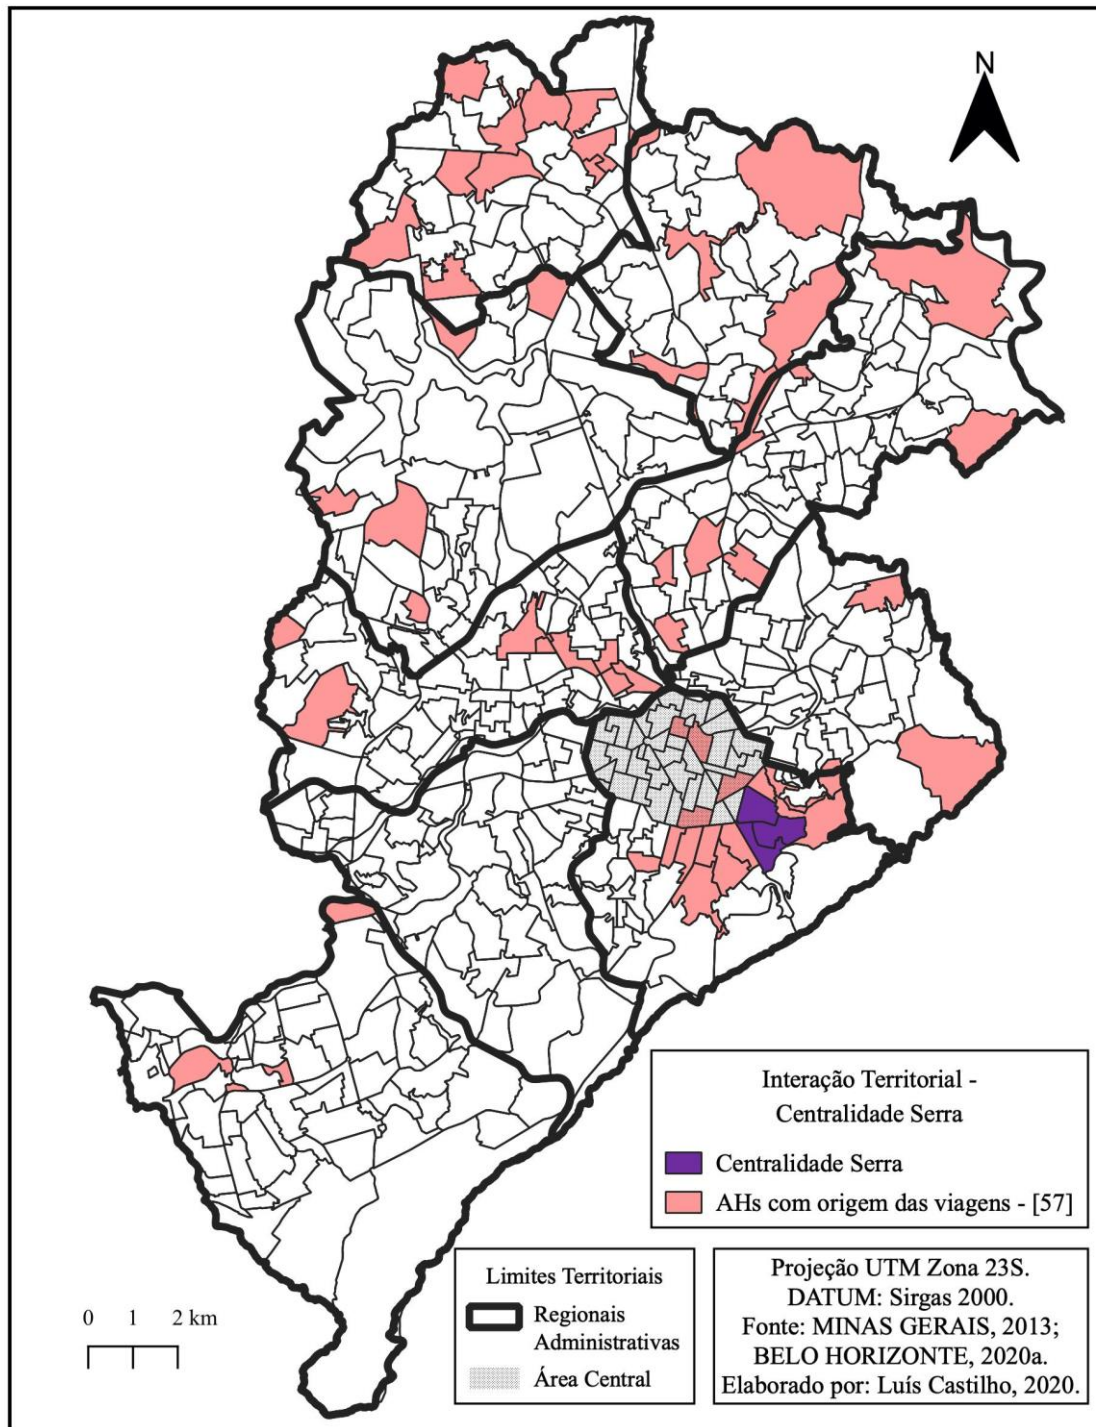 N
Interação Territorial -
Centralidade Serra
Centralidade Serra
AHs com origem das viagens - [57]
Limites Territoriais
Regionais
Administrativas
Área Central
Projeção UTM Zona 23S.
DATUM: Sirgas 2000.
Fonte: MINAS GERAIS, 2013;
BELO HORIZONTE, 2020a.
Elaborado por: Luís Castilho, 2020.
0 1 2 km